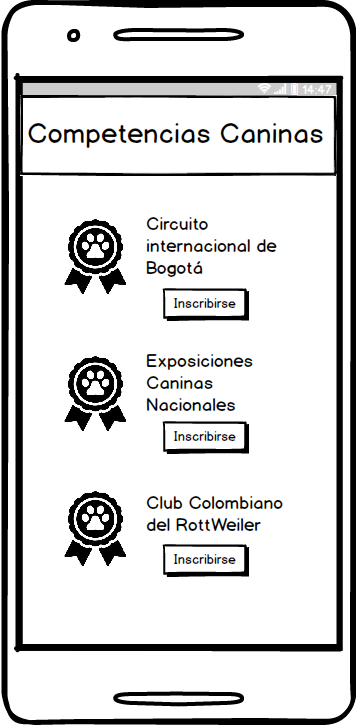 14:47
Competencias Caninas
Circuito
internacional de
Bogotá
Inscribirse
Exposiciones
Caninas
Nacionales
Inscribirse
Club Colombiano
del RottWeiler
Inscribirse